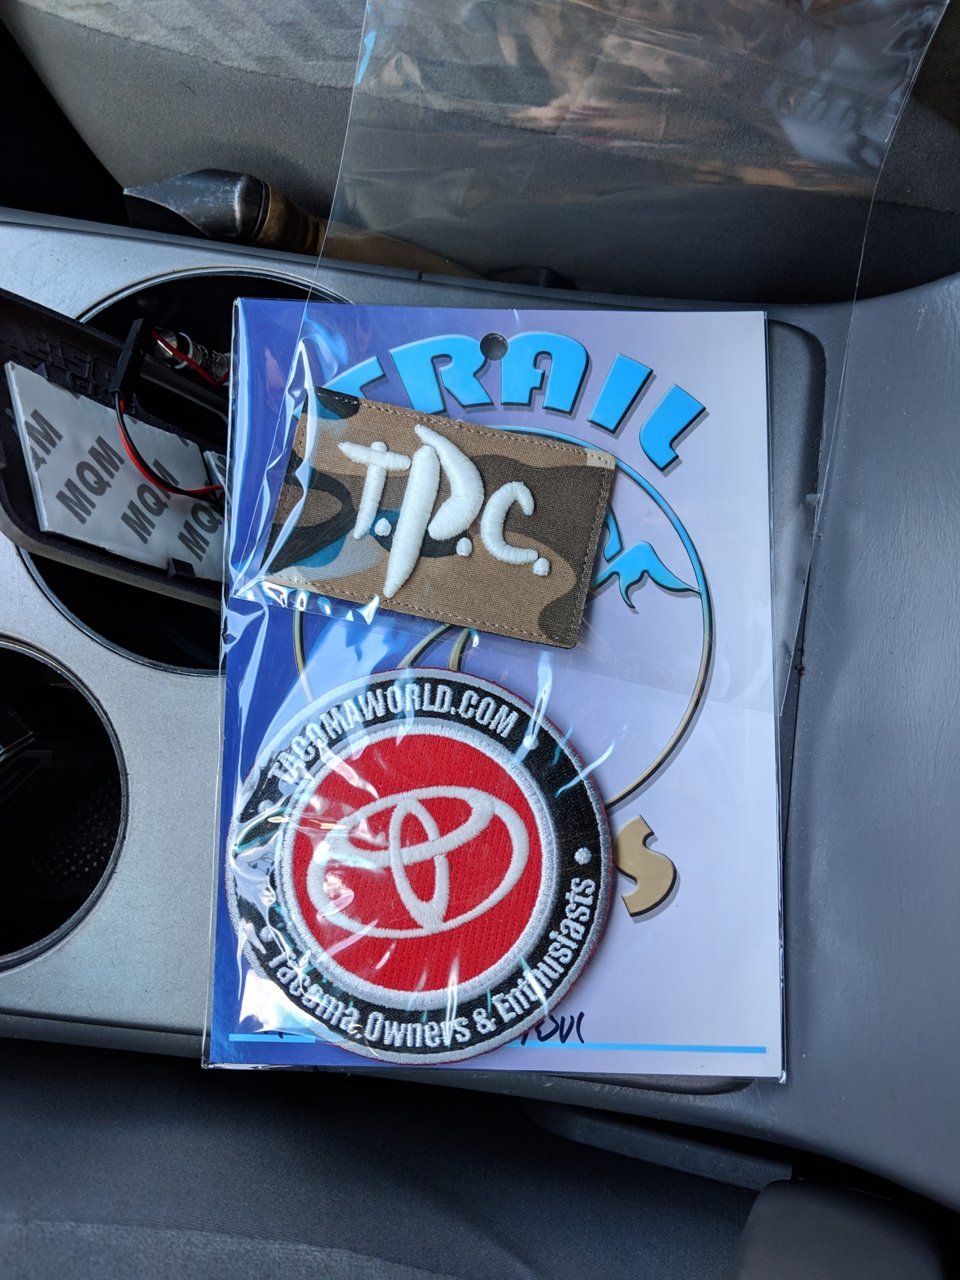 TRAIL
T.P.C.
TACOMAWORLD.COM
Tacoma Owners & Enthusiasts
S
MQM
MQM
MQM